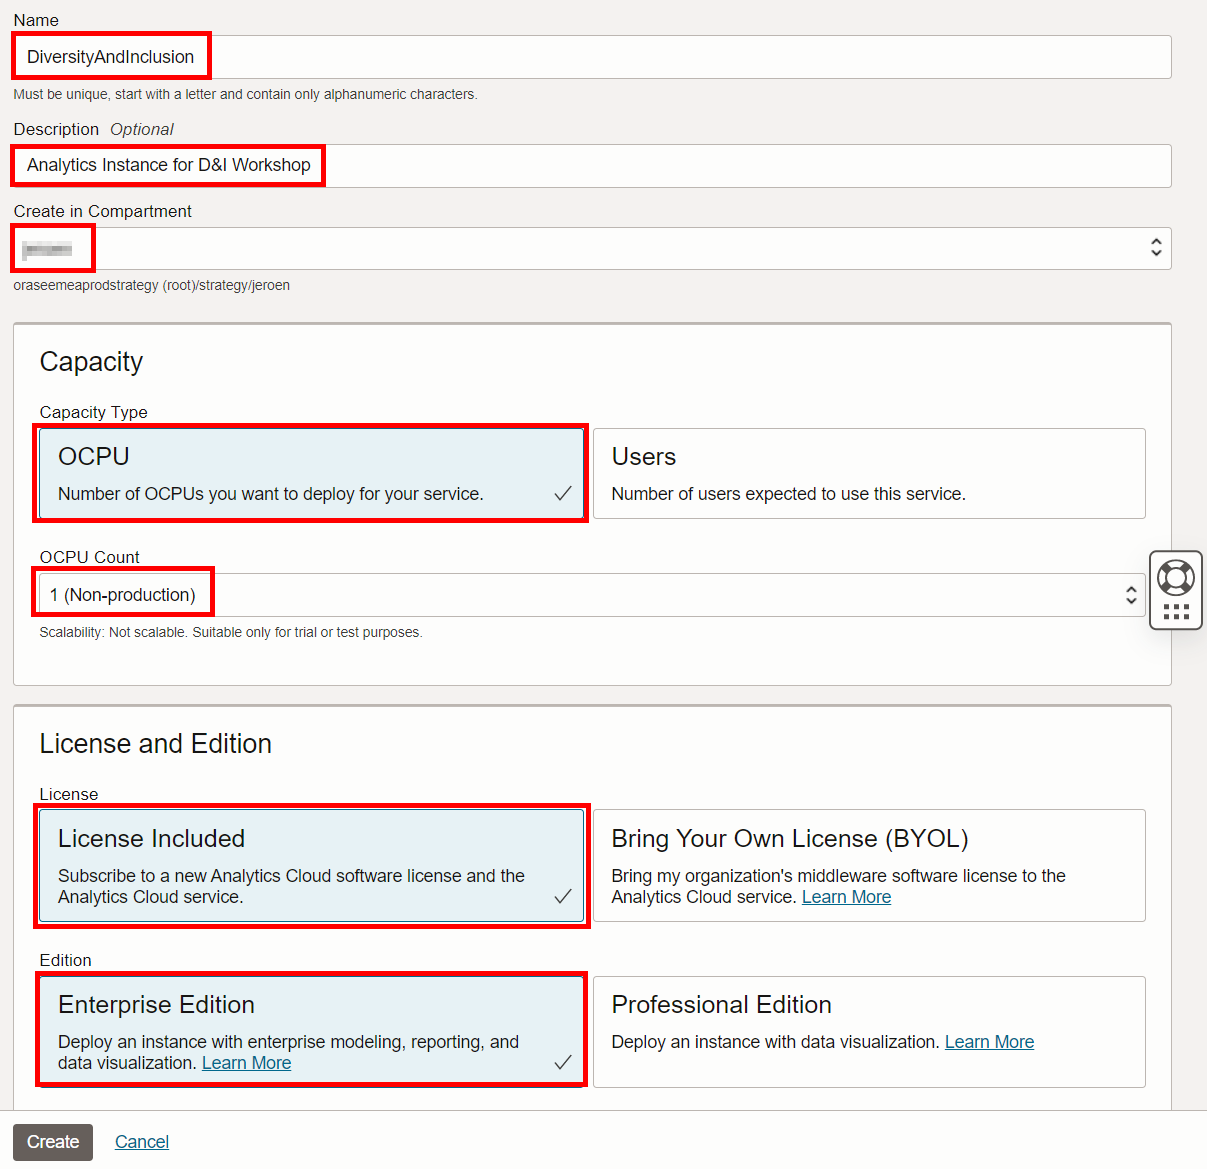 Name
DiversityAndInclusion
Must be unique, start with a letter and contain only alphanumeric characters.
Description Optional
Analytics Instance for D&I Workshop
Create in Compartment
oraseemeaprodstrategy (root)/strategy/jeroen
Capacity
Capacity Type
OCPU
Number of OCPUs you want to deploy for your service.
Users
Number of users expected to use this service.
OCPU Count
1 (Non-production)
Scalability: Not scalable. Suitable only for trial or test purposes.
License and Edition
License
License Included
Subscribe to a new Analytics Cloud software license and the
Analytics Cloud service.
Bring Your Own License (BYOL)
Bring my organization's middleware software license to the
Analytics Cloud service. Learn More
Edition
Enterprise Edition
Deploy an instance with enterprise modeling, reporting, and
data visualization. Learn More
Professional Edition
Deploy an instance with data visualization. Learn More
Create
Cancel